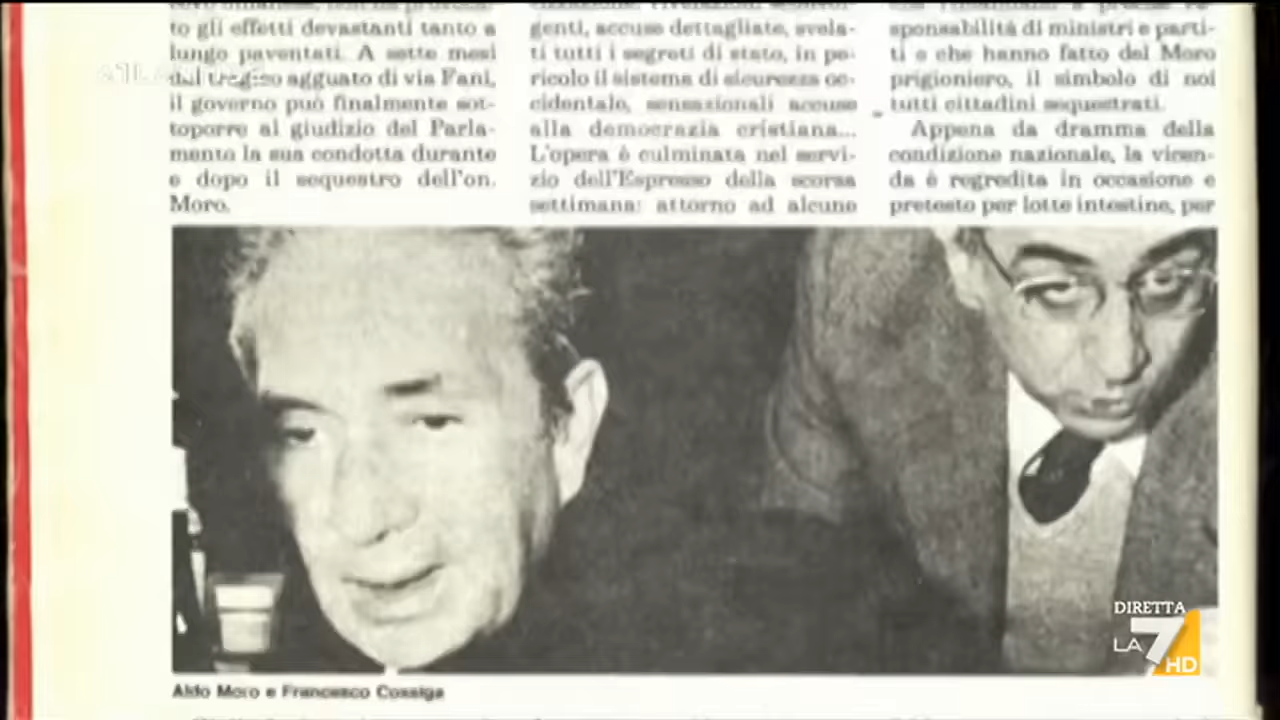 to gli effetti devastanti tanto a
lungo paventati. A sette mesi
dal tragico agguato di via Fani,
il governo può finalmente sot-
toporre al giudizio del Parla-
mento la sua condotta durante
e dopo il sequestro dell'on.
Moro.
genti, accuse dettagliate, svela-
ti tutti i segreti di stato, in pe-
ricolo il sistema di sicurezza oc-
cidentale, sensazionali accuse
alla democrazia cristiana...
L'opera è culminata nel servi-
zio dell'Espresso della scorsa
settimana: attorno ad alcune
sponsabilità di ministri e parti-
ti e che hanno fatto del Moro
prigioniero, il simbolo di noi
tutti cittadini sequestrati.
Appena da dramma della
condizione nazionale, la vicen-
da è regredita in occasione e
pretesto per lotte intestine, per
Aldo Moro e Francesco Cossiga
DIRETTA
LA7
HD